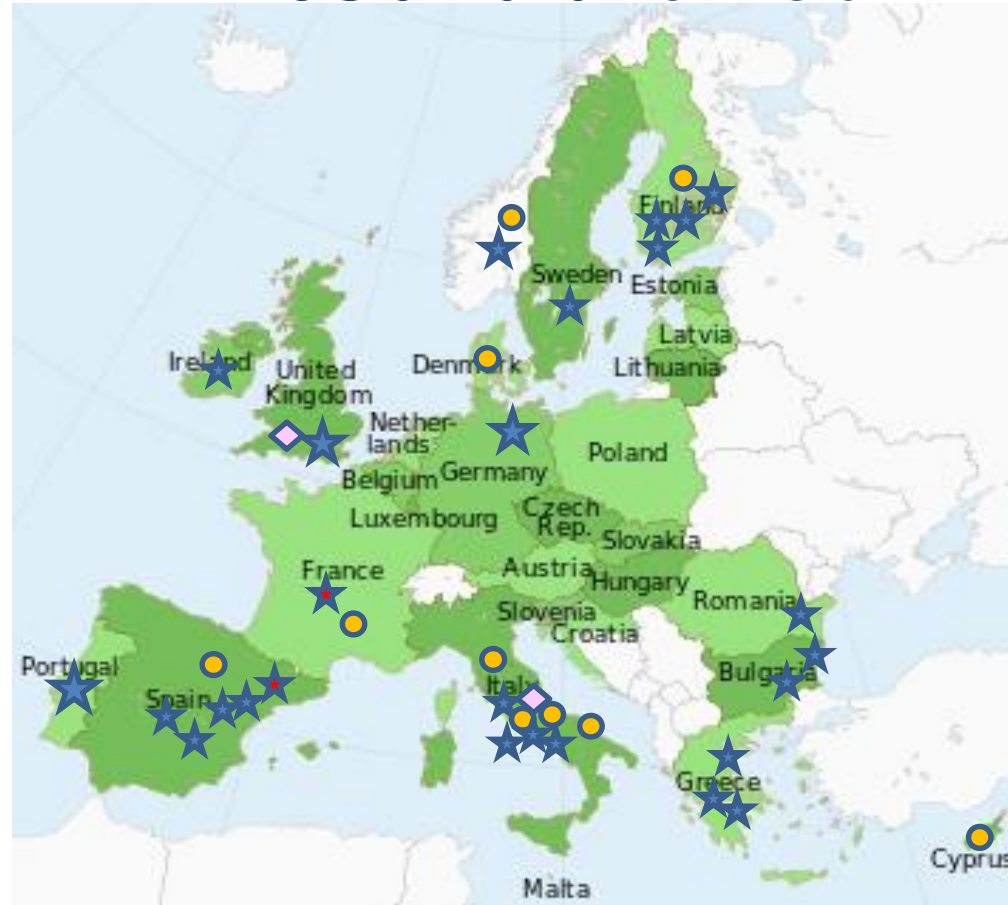 Finland
Sweden
Estonia
Latvia
Lithuania
Denmark
Ireland
United
Kingdom
Nether-
lands
Belgium
Germany
Poland
Luxembourg
Czech
Rep.
Slovakia
France
Austria
Hungary
Romania
Slovenia
Croatia
Portugal
Spain
Italy
Bulgaria
Greece
Cyprus
Malta